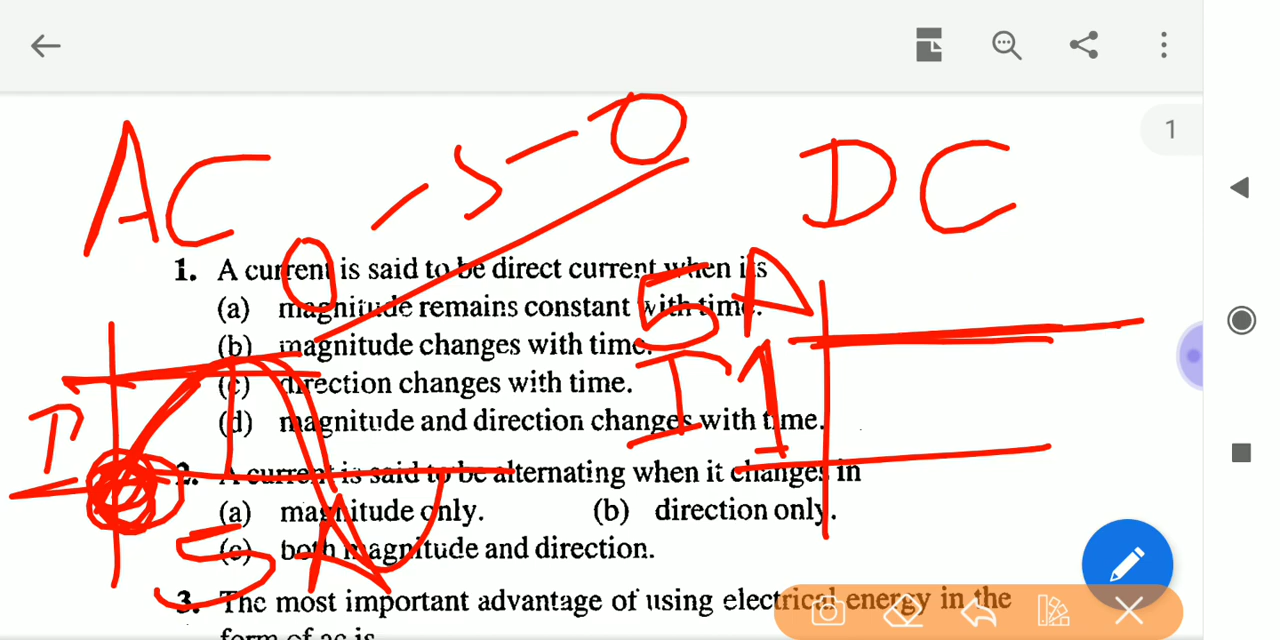 1
AC - 5 - 0 DC
1. A current is said to be direct current when its
(a) magnitude remains constant with time.
(b) magnitude changes with time.
(c) direction changes with time.
(d) magnitude and direction changes with time.
5A
I
I
2. A current is said to be alternating when it changes in
(a) magnitude only. (b) direction only.
(c) both magnitude and direction.
5A
3. The most important advantage of using electrical energy in the
form of ac is